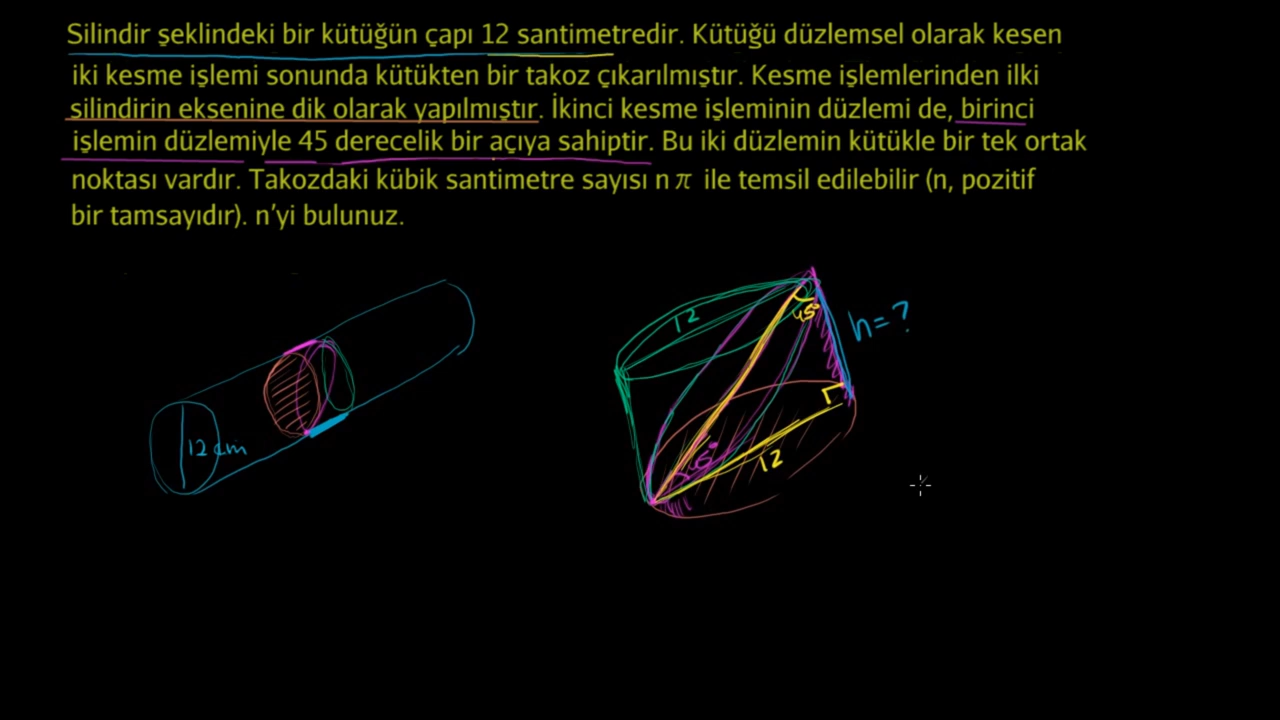 Silindir şeklindeki bir kütüğün çapı 12 santimetredir. Kütüğü düzlemsel olarak kesen
iki kesme işlemi sonunda kütükten bir takoz çıkarılmıştır. Kesme işlemlerinden ilki
silindirin eksenine dik olarak yapılmıştır. İkinci kesme işleminin düzlemi de, birinci
işlemin düzlemiyle 45 derecelik bir açıya sahiptir. Bu iki düzlemin kütükle bir tek ortak
noktası vardır. Takozdaki kübik santimetre sayısı n π ile temsil edilebilir (n, pozitif
bir tamsayıdır). n'yi bulunuz.
12
45°
h=?
12 cm
45°
12